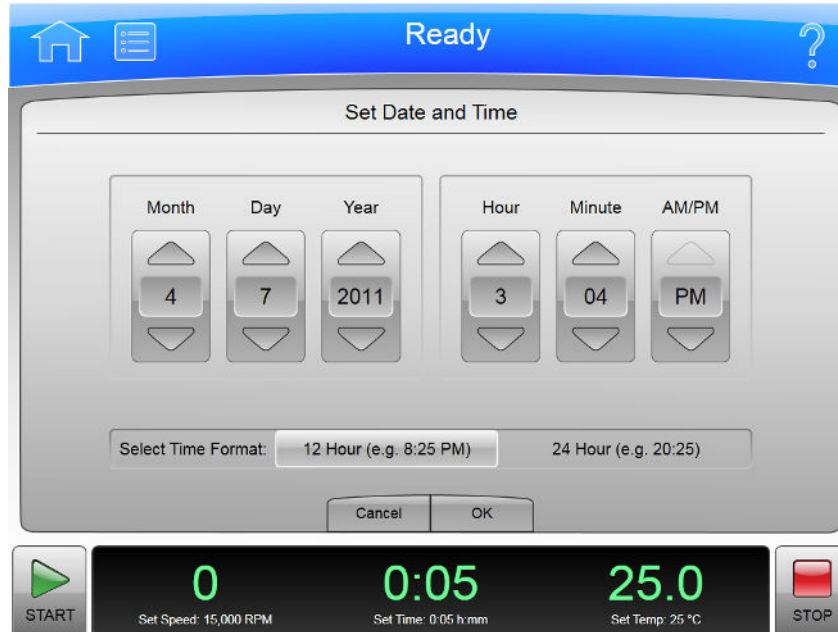 Ready
Set Date and Time
Month Day Year Hour Minute AM/PM
4 7 2011 3 04 PM
Select Time Format: 12 Hour (e.g. 8:25 PM) 24 Hour (e.g. 20:25)
Cancel OK
START 0 0:05 25.0 STOP
Set Speed: 15,000 RPM Set Time: 0:05 h:mm Set Temp: 25 °C